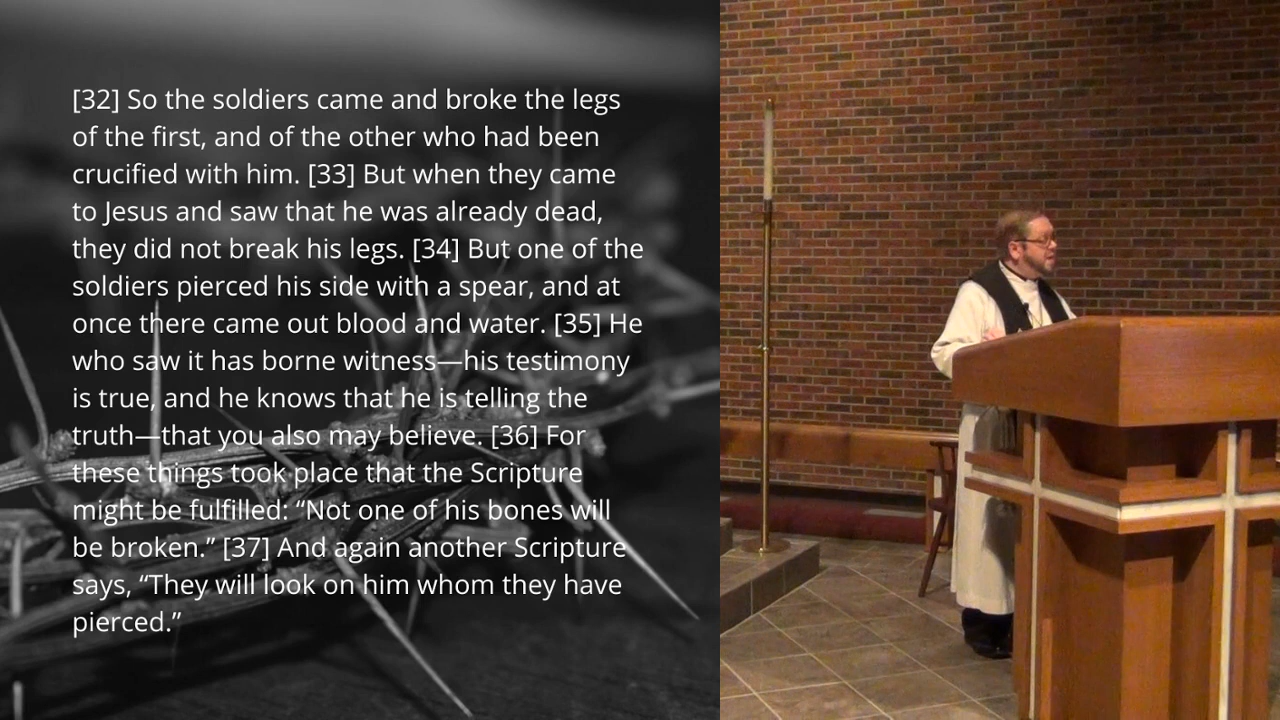 [32] So the soldiers came and broke the legs
of the first, and of the other who had been
crucified with him. [33] But when they came
to Jesus and saw that he was already dead,
they did not break his legs. [34] But one of the
soldiers pierced his side with a spear, and at
once there came out blood and water. [35] He
who saw it has borne witness—his testimony
is true, and he knows that he is telling the
truth—that you also may believe. [36] For
these things took place that the Scripture
might be fulfilled: “Not one of his bones will
be broken.” [37] And again another Scripture
says, “They will look on him whom they have
pierced.”